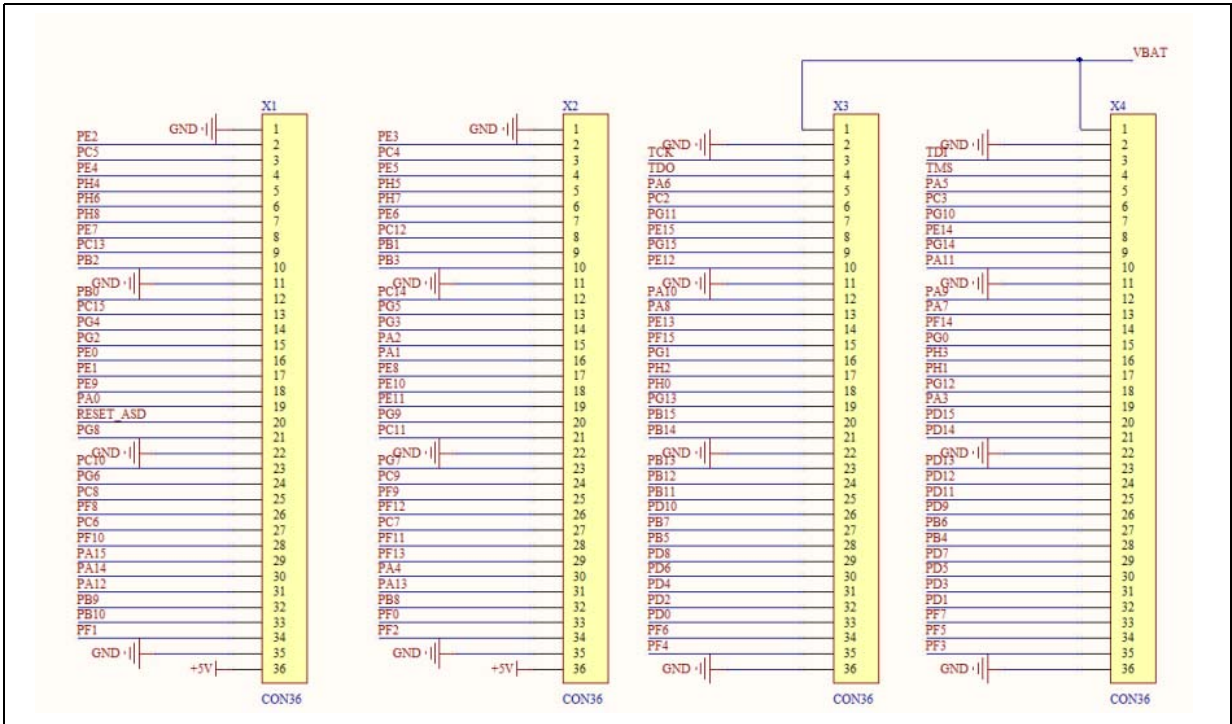 VBAT
X1
GND 1
PE2 2
PC5 3
PE4 4
PH4 5
PH6 6
PH8 7
PE7 8
PC13 9
PB2 10
GND 11
PB0 12
PC15 13
PG4 14
PG2 15
PE0 16
PE1 17
PE9 18
PA0 19
RESET_ASD 20
PG8 21
GND 22
PC10 23
PG6 24
PC8 25
PF8 26
PC6 27
PF10 28
PA15 29
PA14 30
PA12 31
PB9 32
PB10 33
PF1 34
GND 35
+5V 36
CON36
X2
GND 1
PE3 2
PC4 3
PE5 4
PH5 5
PH7 6
PE6 7
PC12 8
PB1 9
PB3 10
GND 11
PC14 12
PG5 13
PG3 14
PA2 15
PA1 16
PE8 17
PE10 18
PE11 19
PG9 20
PC11 21
GND 22
PG7 23
PC9 24
PF9 25
PF12 26
PC7 27
PF11 28
PF13 29
PA4 30
PA13 31
PB8 32
PF0 33
PF2 34
GND 35
+5V 36
CON36
X3
1
GND 2
TCK 3
TDO 4
PA6 5
PC2 6
PG11 7
PE15 8
PG15 9
PE12 10
GND 11
PA10 12
PA8 13
PE13 14
PF15 15
PG1 16
PH2 17
PH0 18
PG13 19
PB15 20
PB14 21
GND 22
PB13 23
PB12 24
PB11 25
PD10 26
PB7 27
PB5 28
PD8 29
PD6 30
PD4 31
PD2 32
PD0 33
PF6 34
PF4 35
GND 36
CON36
X4
1
GND 2
TDI 3
TMS 4
PA5 5
PC3 6
PG10 7
PE14 8
PG14 9
PA11 10
GND 11
PA9 12
PA7 13
PF14 14
PG0 15
PH3 16
PH1 17
PG12 18
PA3 19
PD15 20
PD14 21
GND 22
PD13 23
PD12 24
PD11 25
PD9 26
PB6 27
PB4 28
PD7 29
PD5 30
PD3 31
PD1 32
PF7 33
PF5 34
PF3 35
GND 36
CON36